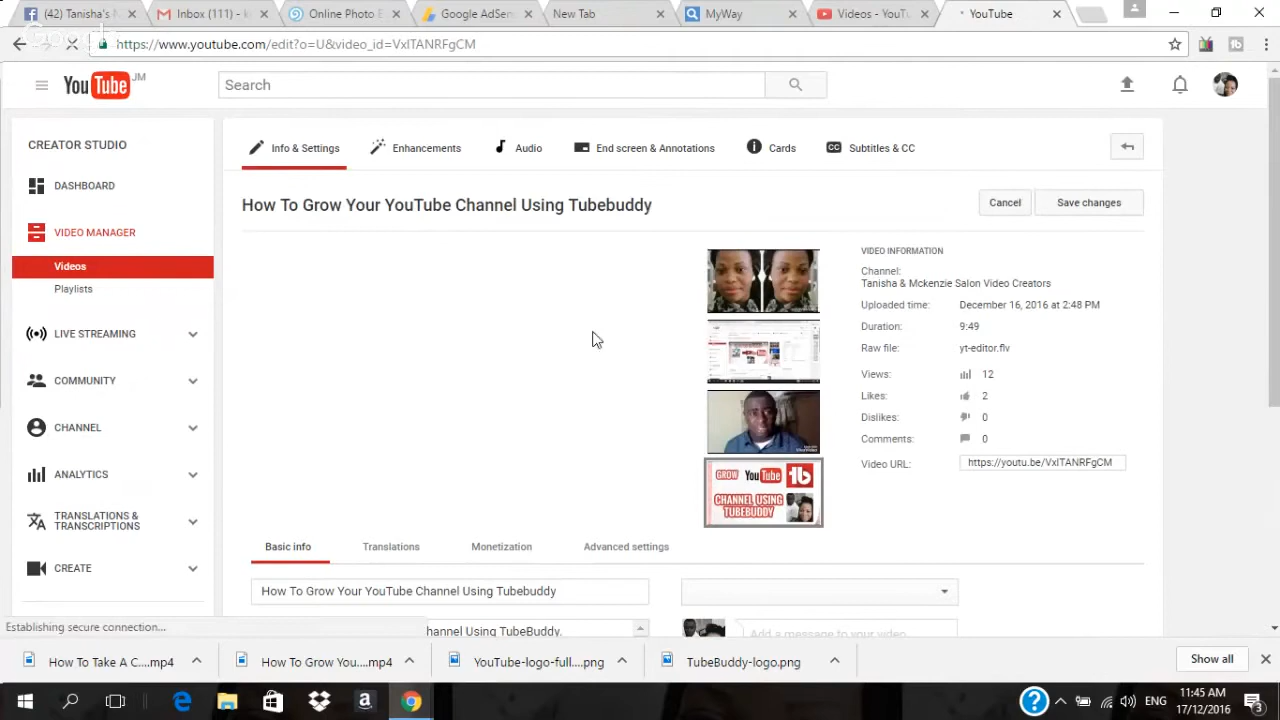 (42) Tanisha's N
Inbox (111) - k
Online Photo E
Google AdSen
New Tab
MyWay
Videos - YouTu
YouTube
https://www.youtube.com/edit?o=U&video_id=VxITANRFgCM
YouTube JM
Search
CREATOR STUDIO
DASHBOARD
VIDEO MANAGER
Videos
Playlists
LIVE STREAMING
COMMUNITY
CHANNEL
ANALYTICS
TRANSLATIONS &
TRANSCRIPTIONS
CREATE
Info & Settings
Enhancements
Audio
End screen & Annotations
Cards
CC Subtitles & CC
How To Grow Your YouTube Channel Using Tubebuddy
Cancel
Save changes
VIDEO INFORMATION
Channel:
Tanisha & Mckenzie Salon Video Creators
Uploaded time: December 16, 2016 at 2:48 PM
Duration: 9:49
Raw file: yt-editor.flv
Views: 12
Likes: 2
Dislikes: 0
Comments: 0
Video URL: https://youtu.be/VxITANRFgCM
GROW YouTube tb
CHANNEL USING
TUBEBUDDY
Basic info
Translations
Monetization
Advanced settings
How To Grow Your YouTube Channel Using Tubebuddy
hannel Using TubeBuddy.
Add a message to your video
Establishing secure connection...
How To Take A C....mp4
How To Grow You....mp4
YouTube-logo-full....png
TubeBuddy-logo.png
Show all
ENG
11:45 AM
17/12/2016
3